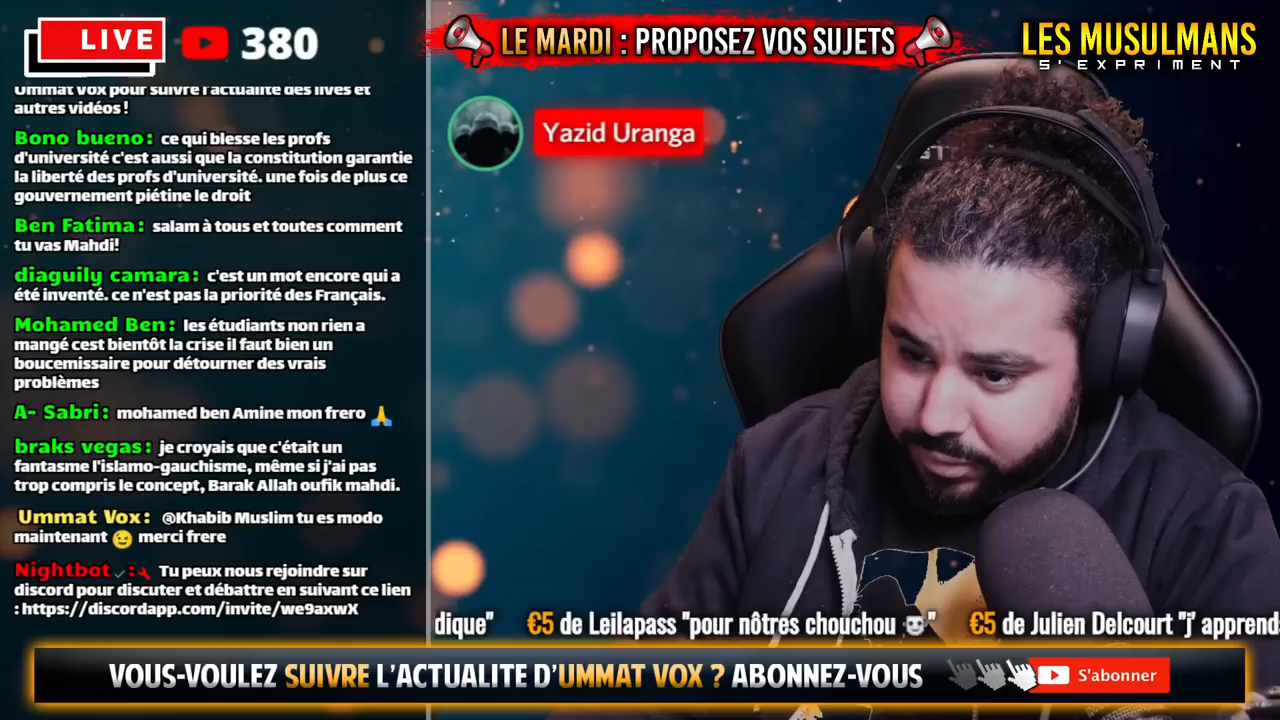 LIVE
380
LE MARDI : PROPOSEZ VOS SUJETS
LES MUSULMANS
S'EXPRIMENT
Ummat Vox pour suivre l'actualité des lives et
autres vidéos !
Bono bueno : ce qui blesse les profs
d'université c'est aussi que la constitution garantie
la liberté des profs d'université. une fois de plus ce
gouvernement piétine le droit
Ben Fatima : salam à tous et toutes comment
tu vas Mahdi!
diaguily camara : c'est un mot encore qui a
été inventé. ce n'est pas la priorité des Français.
Mohamed Ben : les étudiants non rien a
mangé cest bientôt la crise il faut bien un
boucemissaire pour détourner des vrais
problèmes
A- Sabri : mohamed ben Amine mon frero 🙏
braks vegas : je croyais que c'était un
fantasme l'islamo-gauchisme, même si j'ai pas
trop compris le concept, Barak Allah oufik mahdi.
Ummat Vox : @Khabib Muslim tu es modo
maintenant 😉 merci frere
Nightbot : Tu peux nous rejoindre sur
discord pour discuter et débattre en suivant ce lien
: https://discordapp.com/invite/we9axwX
Yazid Uranga
dique" €5 de Leilapass "pour nôtres chouchou " €5 de Julien Delcourt "j' apprend
VOUS-VOULEZ SUIVRE L'ACTUALITE D'UMMAT VOX ? ABONNEZ-VOUS
S'abonner